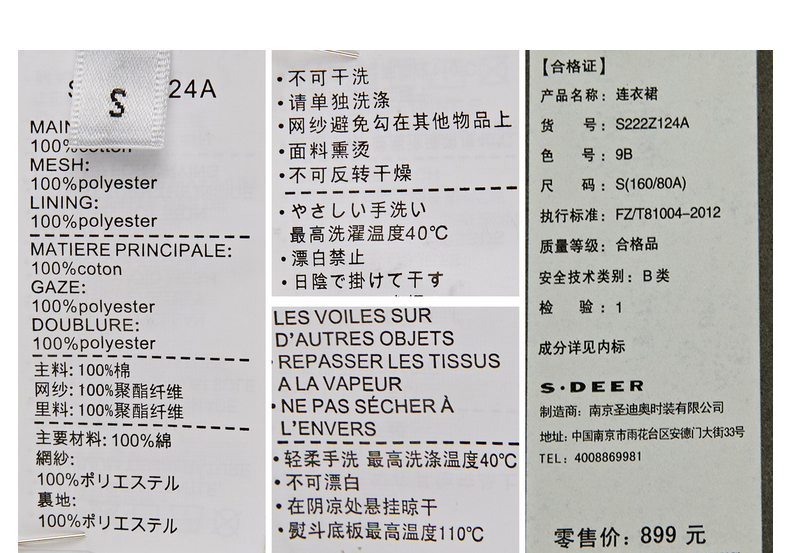 S
24A
MAIN
100%cotton
MESH:
100%polyester
LINING:
100%polyester
MATIERE PRINCIPALE:
100%coton
GAZE:
100%polyester
DOUBLURE:
100%polyester
主料: 100%棉
网纱: 100%聚酯纤维
里料: 100%聚酯纤维
主要材料: 100%綿
網紗:
100%ポリエステル
裏地:
100%ポリエステル
•不可干洗
•请单独洗涤
•网纱避免勾在其他物品上
•面料熏烫
•不可反转干燥
•やさしい手洗い
最高洗濯温度40℃
•漂白禁止
•日陰で掛けて干す
LES VOILES SUR
D'AUTRES OBJETS
•REPASSER LES TISSUS
A LA VAPEUR
•NE PAS SÉCHER À
L'ENVERS
•轻柔手洗 最高洗涤温度40℃
•不可漂白
•在阴凉处悬挂晾干
•熨斗底板最高温度110℃
【合格证】
产品名称: 连衣裙
货 号: S222Z124A
色 号: 9B
尺 码: S(160/80A)
执行标准: FZ/T81004-2012
质量等级: 合格品
安全技术类别: B 类
检 验: 1
成分详见内标
S·DEER
制造商: 南京圣迪奥时装有限公司
地址: 中国南京市雨花台区安德门大街33号
TEL: 4008869981
零售价: 899 元